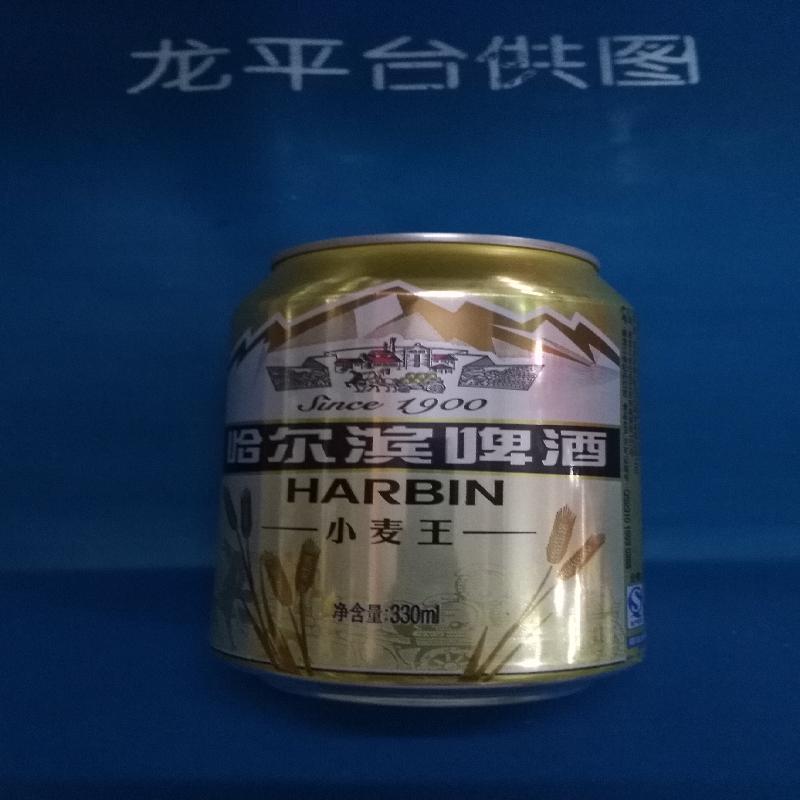 龙平台供图
Since 1900
哈尔滨啤酒
HARBIN
小麦王
净含量:330ml